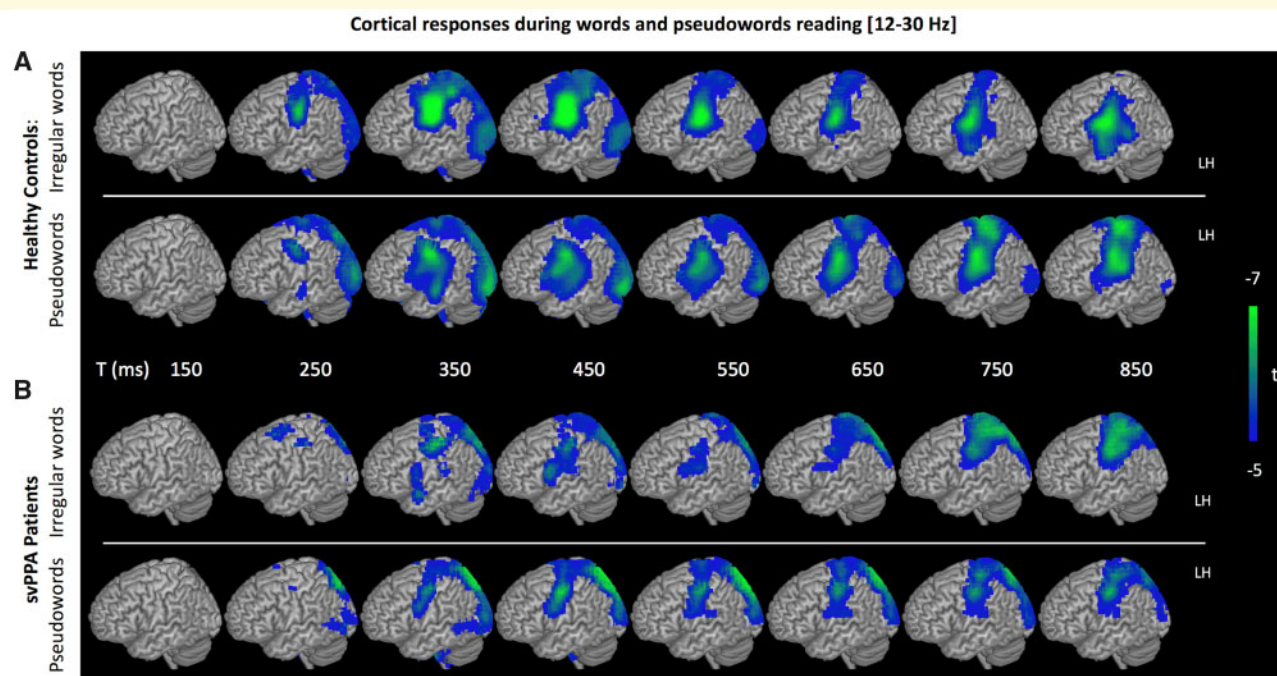 Cortical responses during words and pseudowords reading [12-30 Hz]
A
Healthy Controls:
Irregular words
LH
Pseudowords
LH
T (ms) 150 250 350 450 550 650 750 850
-7
t
-5
B
svPPA Patients
Irregular words
LH
Pseudowords
LH